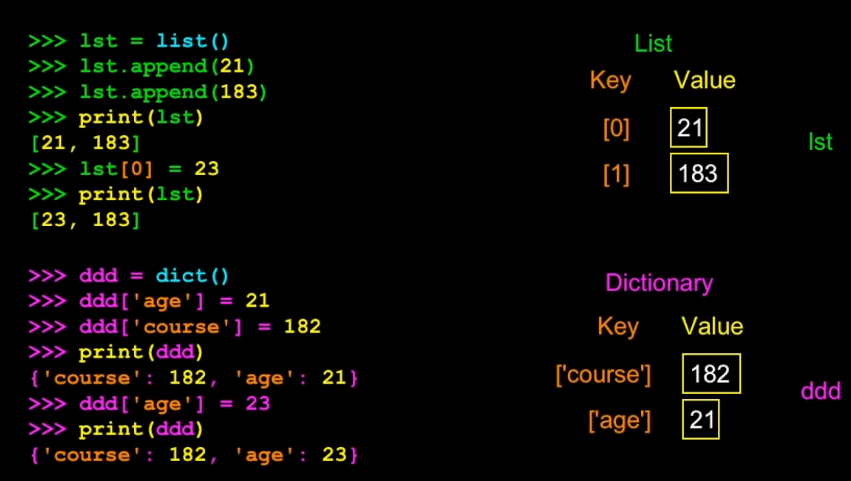 >>> lst = list()
>>> lst.append(21)
>>> lst.append(183)
>>> print(lst)
[21, 183]
>>> lst[0] = 23
>>> print(lst)
[23, 183]
List
Key Value
[0] 21
lst
[1] 183
>>> ddd = dict()
>>> ddd['age'] = 21
>>> ddd['course'] = 182
>>> print(ddd)
{'course': 182, 'age': 21}
>>> ddd['age'] = 23
>>> print(ddd)
{'course': 182, 'age': 23}
Dictionary
Key Value
['course'] 182
ddd
['age'] 21